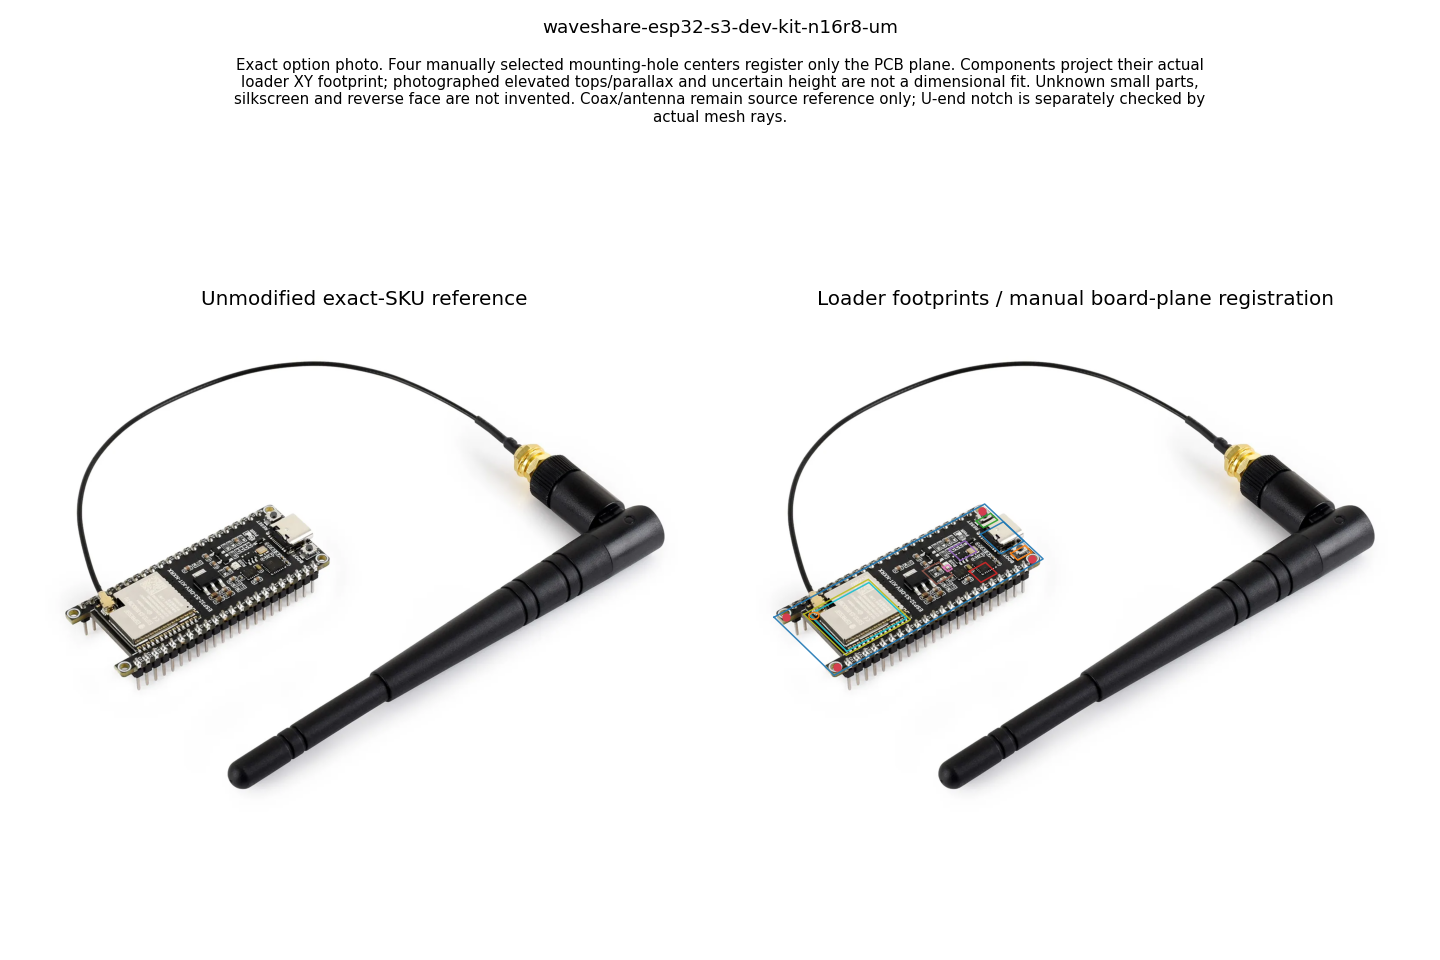 waveshare-esp32-s3-dev-kit-n16r8-um
Exact option photo. Four manually selected mounting-hole centers register only the PCB plane. Components project their actual
loader XY footprint; photographed elevated tops/parallax and uncertain height are not a dimensional fit. Unknown small parts,
silkscreen and reverse face are not invented. Coax/antenna remain source reference only; U-end notch is separately checked by
actual mesh rays.
Unmodified exact-SKU reference
Loader footprints / manual board-plane registration